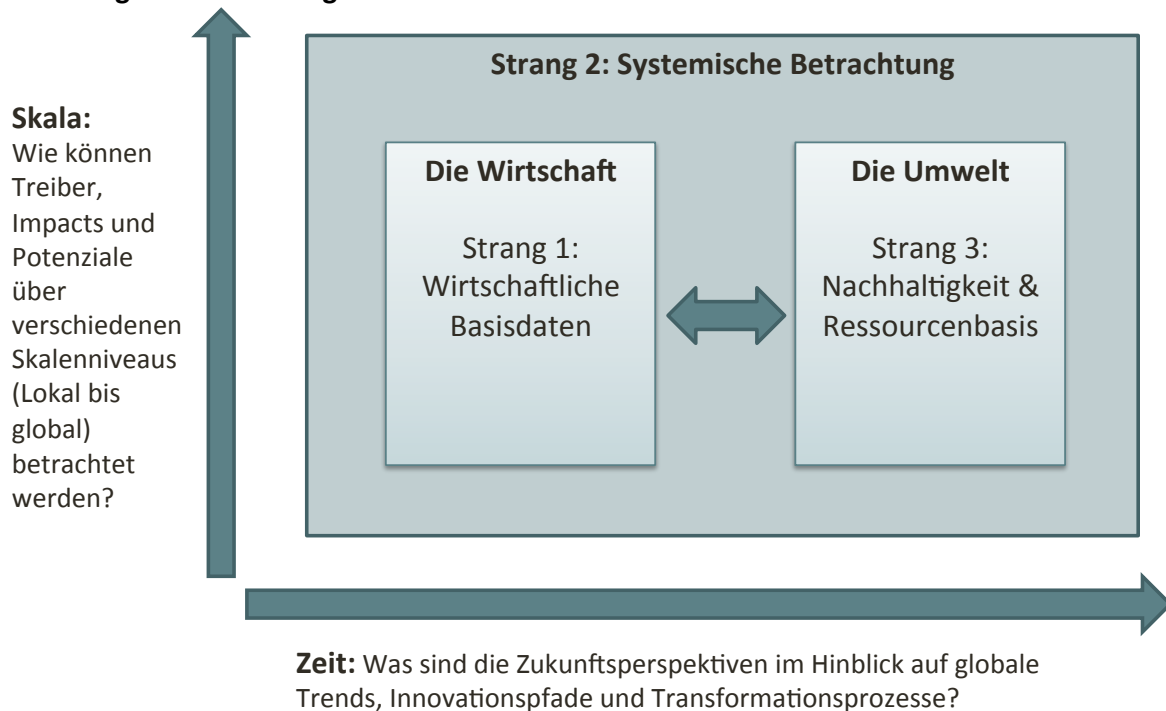 Strang 2: Systemische Betrachtung
Skala:
Wie können
Treiber,
Impacts und
Potenziale
über
verschiedenen
Skalenniveaus
(Lokal bis
global)
betrachtet
werden?
Die Wirtschaft
Strang 1:
Wirtschaftliche
Basisdaten
Die Umwelt
Strang 3:
Nachhaltigkeit &
Ressourcenbasis
Zeit: Was sind die Zukunftsperspektiven im Hinblick auf globale
Trends, Innovationspfade und Transformationsprozesse?